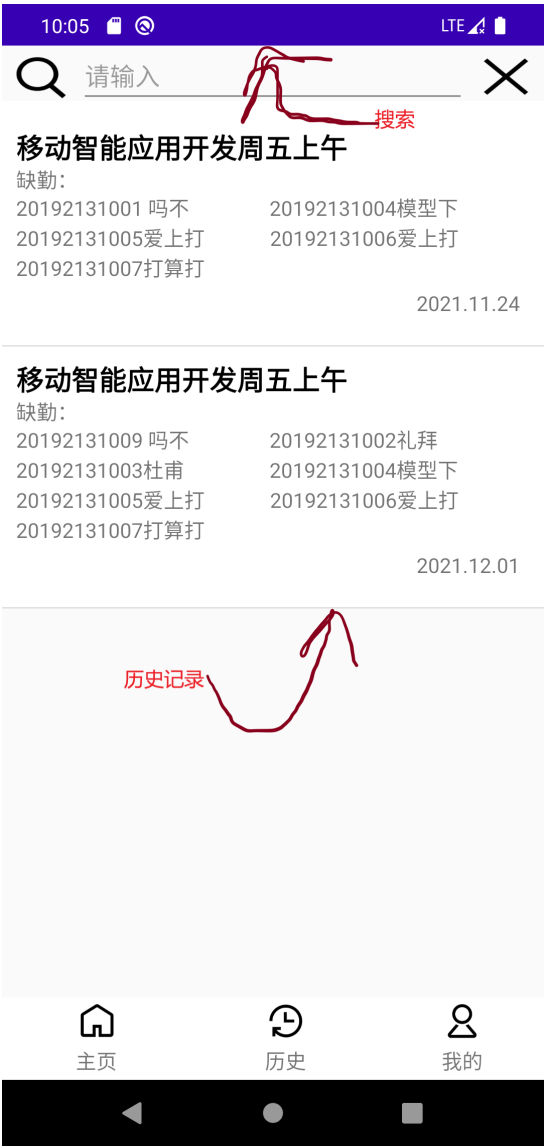 10:05 LTE
请输入
搜索
移动智能应用开发周五上午
缺勤：
20192131001 吗不 20192131004模型下
20192131005爱上打 20192131006爱上打
20192131007打算打
2021.11.24
移动智能应用开发周五上午
缺勤：
20192131009 吗不 20192131002礼拜
20192131003杜甫 20192131004模型下
20192131005爱上打 20192131006爱上打
20192131007打算打
2021.12.01
历史记录
主页 历史 我的